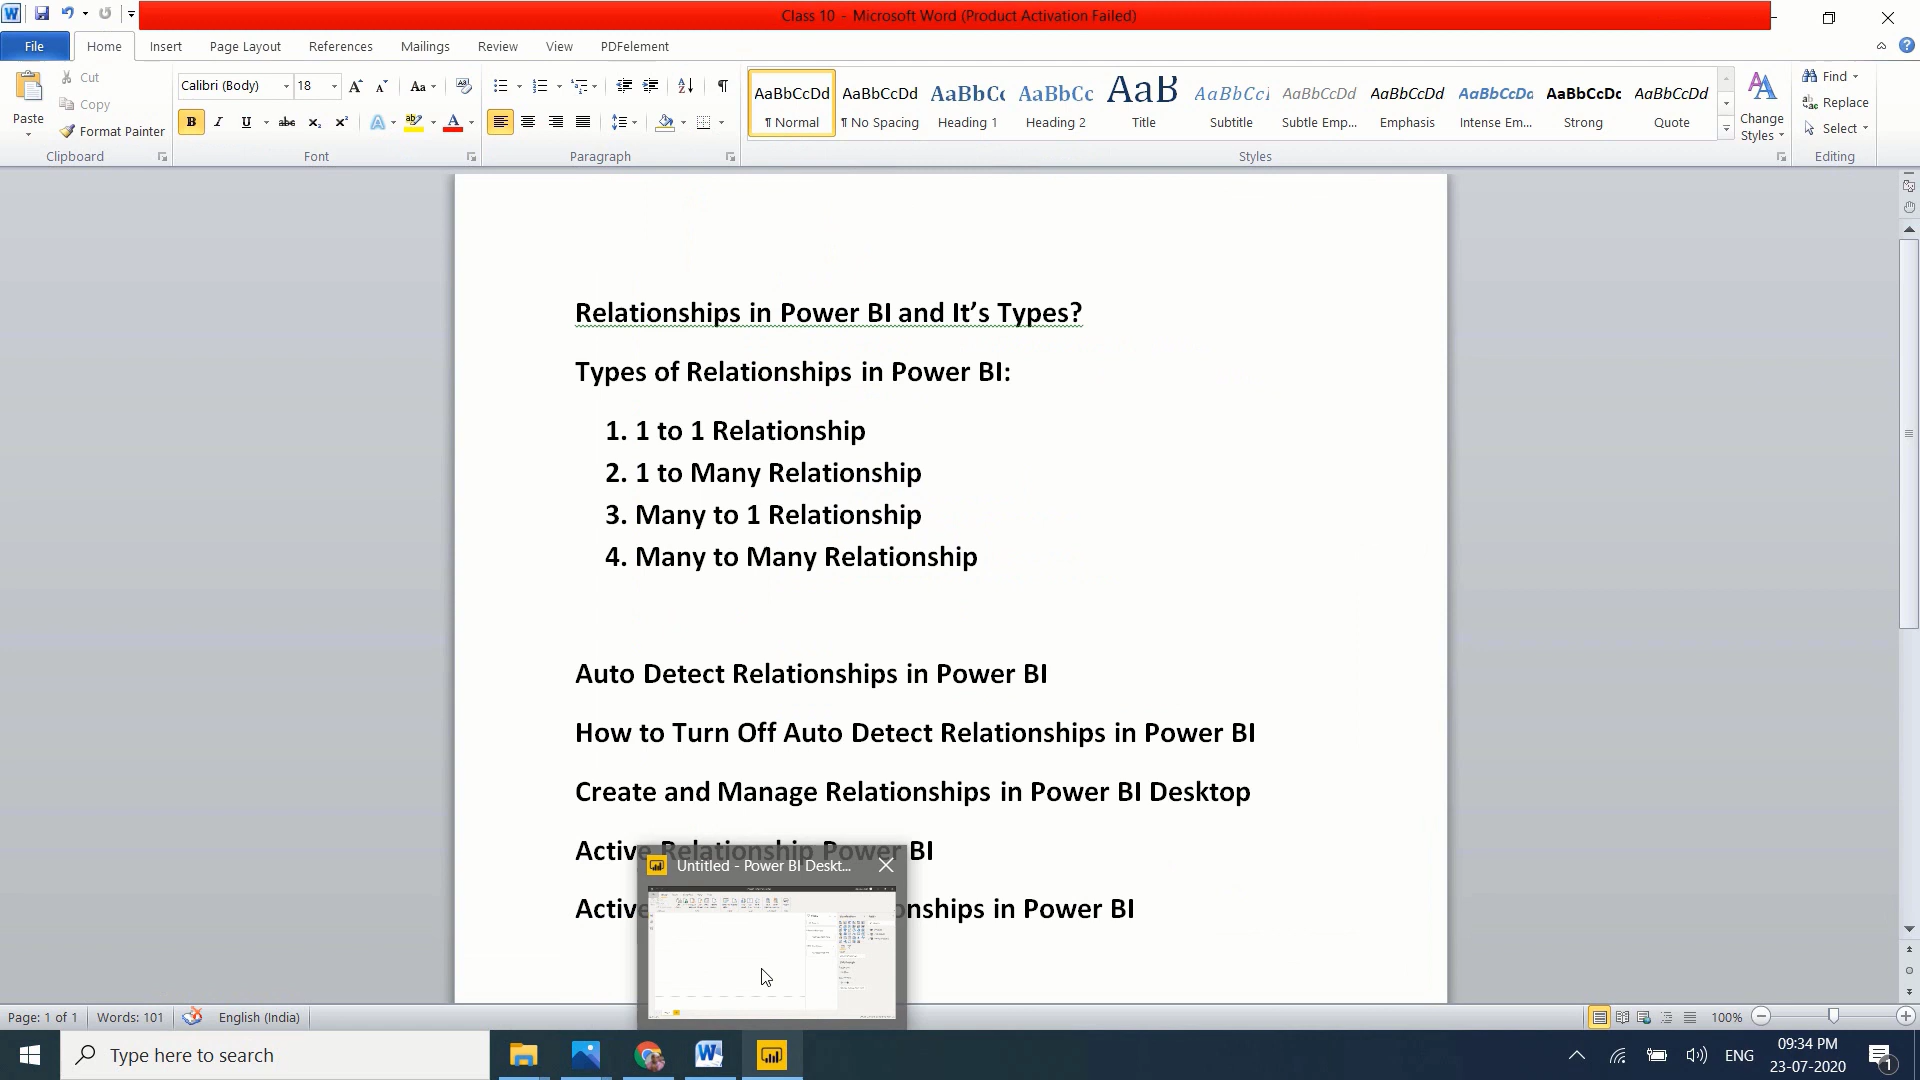 Class 10 - Microsoft Word (Product Activation Failed)
File Home Insert Page Layout References Mailings Review View PDFelement
Paste
Cut
Copy
Format Painter
Clipboard
Calibri (Body) 18
Font
Paragraph
AaBbCcDd AaBbCcDd AaBbCc AaBbCc AaB AaBbCcI AaBbCcDd AaBbCcDd AaBbCcDd AaBbCcDc AaBbCcDd
¶ Normal ¶ No Spacing Heading 1 Heading 2 Title Subtitle Subtle Emp... Emphasis Intense Em... Strong Quote
Styles
Change Styles
Find
Replace
Select
Editing
Relationships in Power BI and It’s Types?
Types of Relationships in Power BI:
1. 1 to 1 Relationship
2. 1 to Many Relationship
3. Many to 1 Relationship
4. Many to Many Relationship
Auto Detect Relationships in Power BI
How to Turn Off Auto Detect Relationships in Power BI
Create and Manage Relationships in Power BI Desktop
Active Relationship Power BI
Untitled - Power BI Deskt...
Active nships in Power BI
Page: 1 of 1 Words: 101 English (India) 100%
Type here to search
ENG
09:34 PM
23-07-2020
1